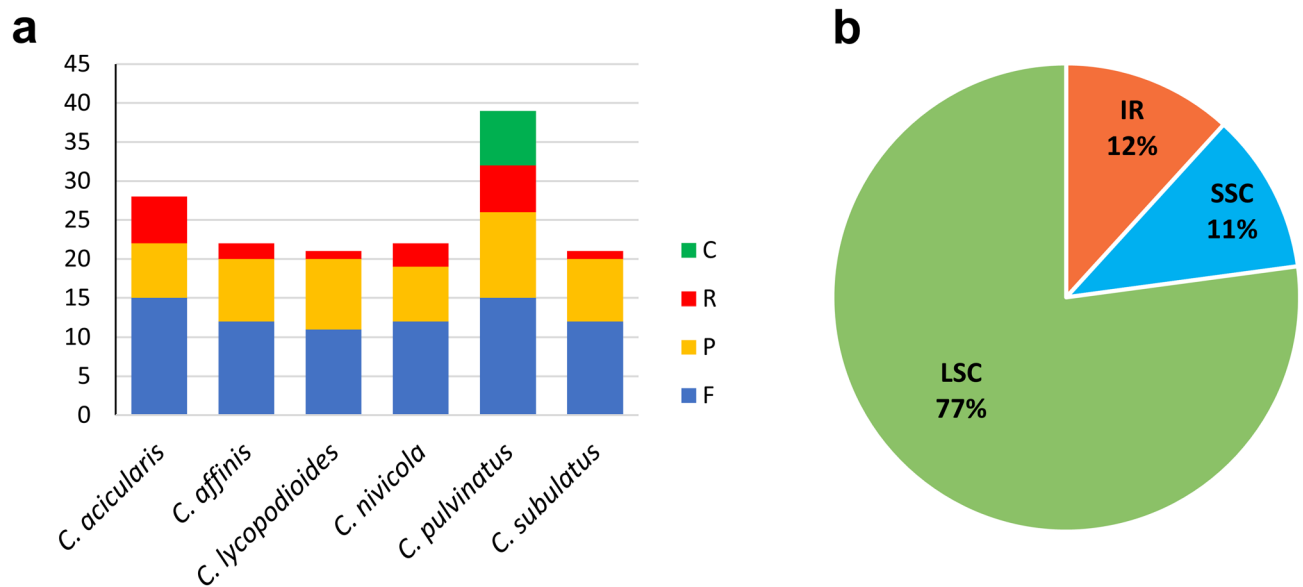 a
45
40
35
30
25
20
15
10
5
0
C. acicularis
C. affinis
C. lycopodioides
C. nivicola
C. pulvinatus
C. subulatus
C
R
P
F
b
IR
12%
SSC
11%
LSC
77%